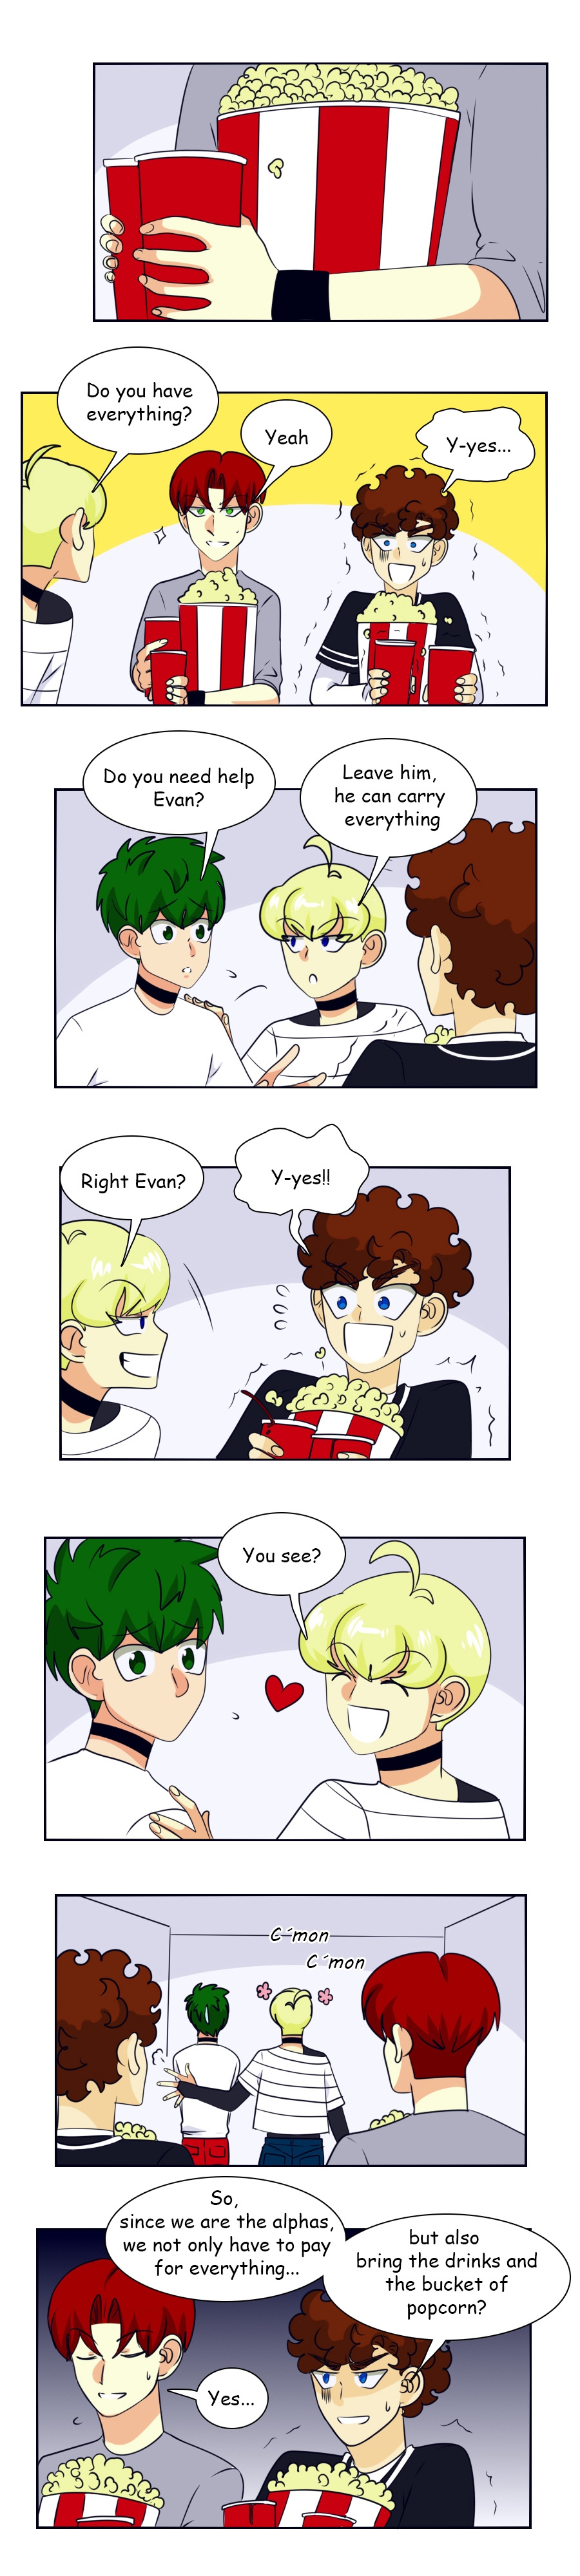 Do you have
everything?
Yeah
Y-yes...
Do you need help
Evan?
Leave him,
he can carry
everything
Right Evan?
Y-yes!!
You see?
C´mon
C´mon
So,
since we are the alphas,
we not only have to pay
for everything...
but also
bring the drinks and
the bucket of
popcorn?
Yes...